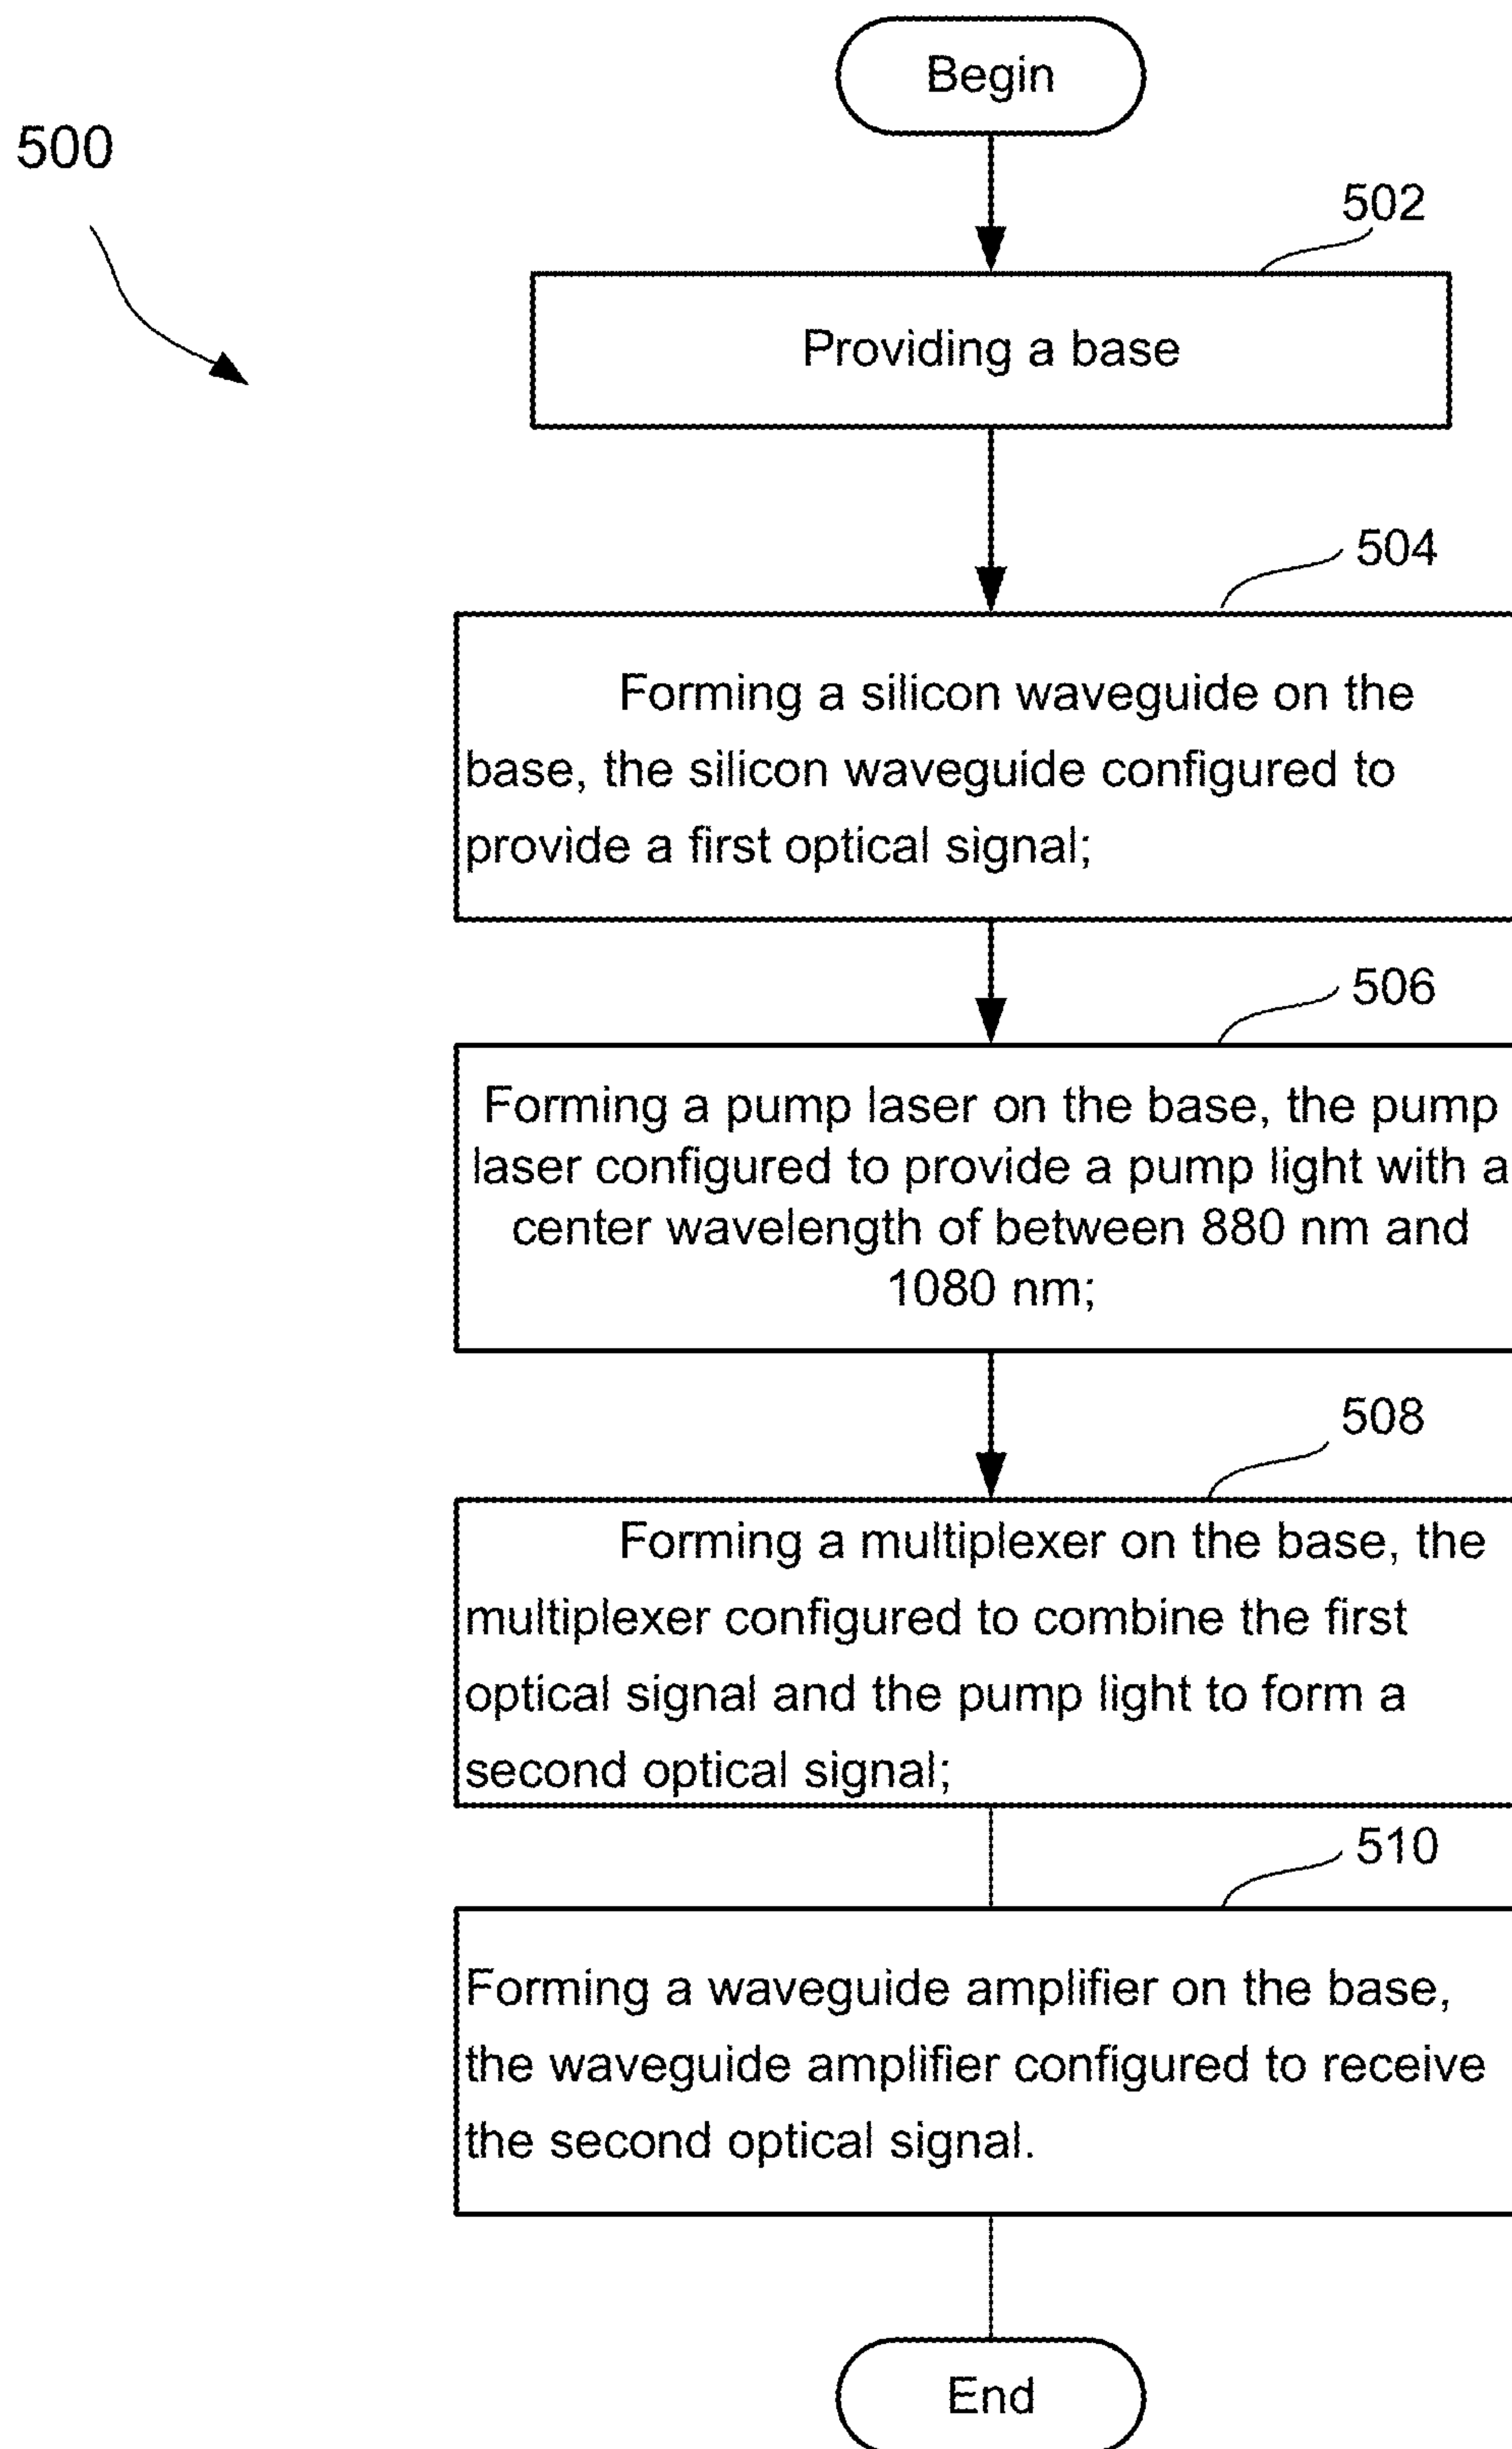 Begin
500
502
Providing a base
504
Forming a silicon waveguide on the
base, the silicon waveguide configured to
provide a first optical signal;
506
Forming a pump laser on the base, the pump
laser configured to provide a pump light with a
center wavelength of between 880 nm and
1080 nm;
508
Forming a multiplexer on the base, the
multiplexer configured to combine the first
optical signal and the pump light to form a
second optical signal;
510
Forming a waveguide amplifier on the base,
the waveguide amplifier configured to receive
the second optical signal.
End